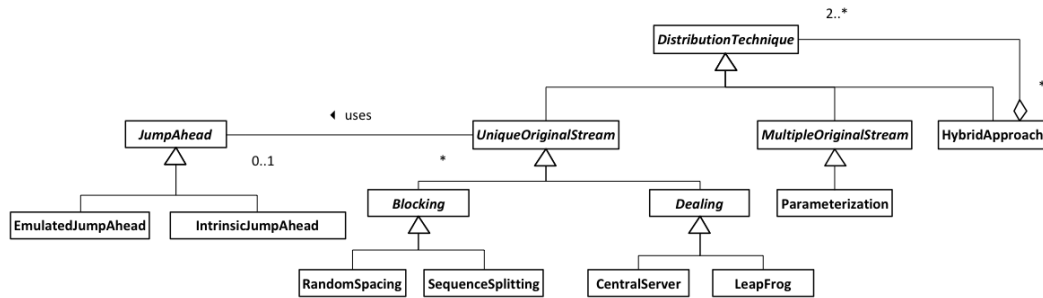 2..*
DistributionTechnique
*
◄ uses
JumpAhead
UniqueOriginalStream
MultipleOriginalStream
HybridApproach
0..1
*
Blocking
Dealing
Parameterization
EmulatedJumpAhead
IntrinsicJumpAhead
RandomSpacing
SequenceSplitting
CentralServer
LeapFrog